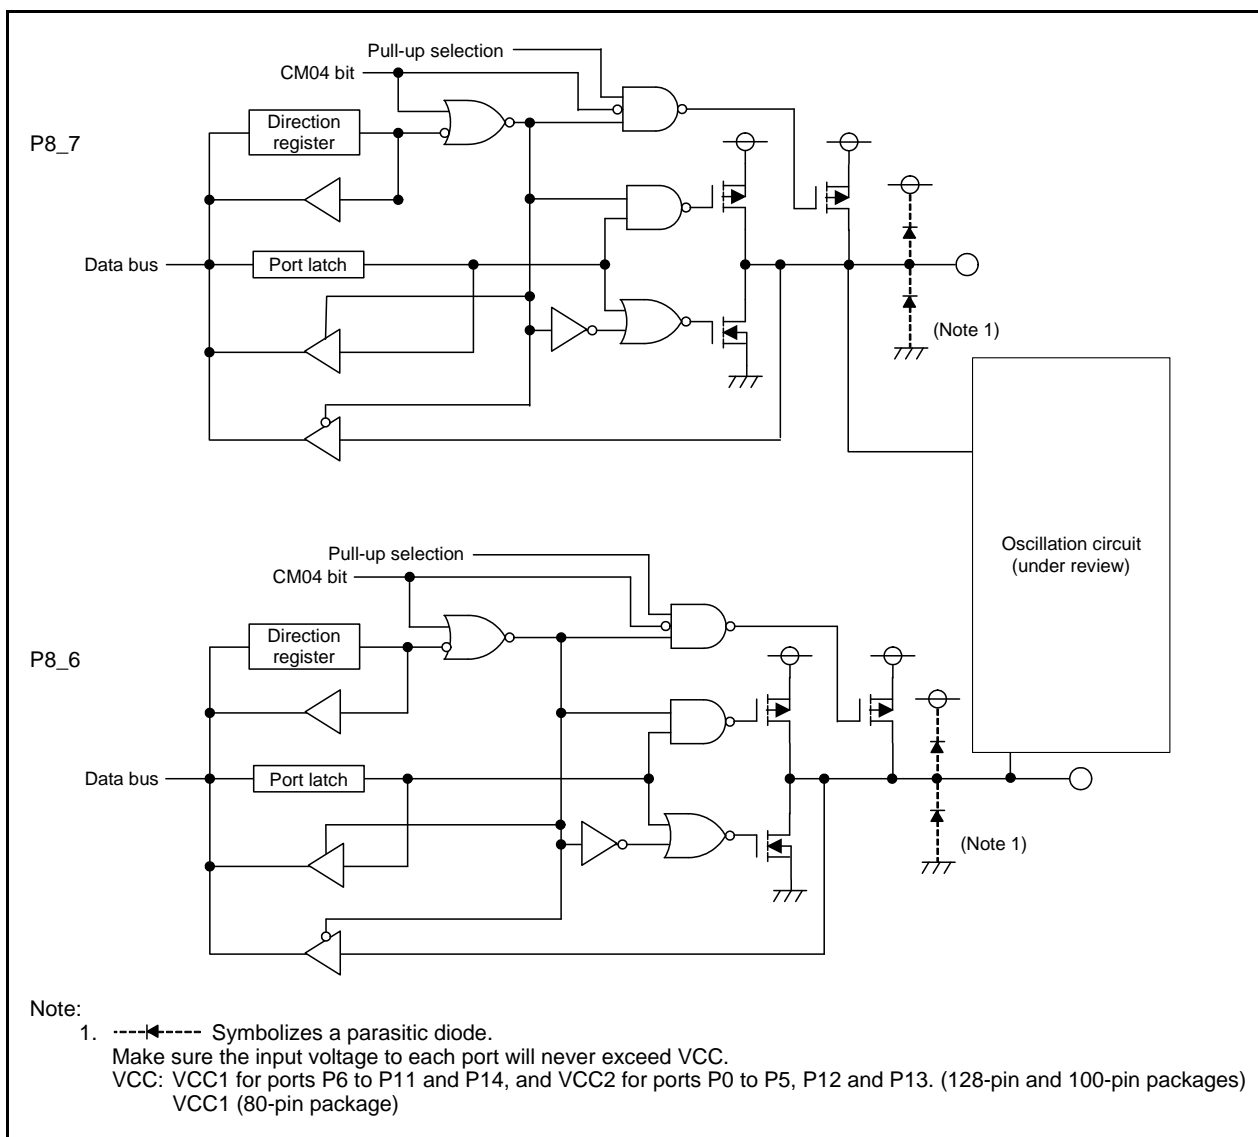 Pull-up selection
CM04 bit
Direction
register
P8_7
Data bus
Port latch
(Note 1)
Oscillation circuit
(under review)
Pull-up selection
CM04 bit
Direction
register
P8_6
Data bus
Port latch
(Note 1)
Note:
1. Symbolizes a parasitic diode.
Make sure the input voltage to each port will never exceed VCC.
VCC: VCC1 for ports P6 to P11 and P14, and VCC2 for ports P0 to P5, P12 and P13. (128-pin and 100-pin packages)
VCC1 (80-pin package)